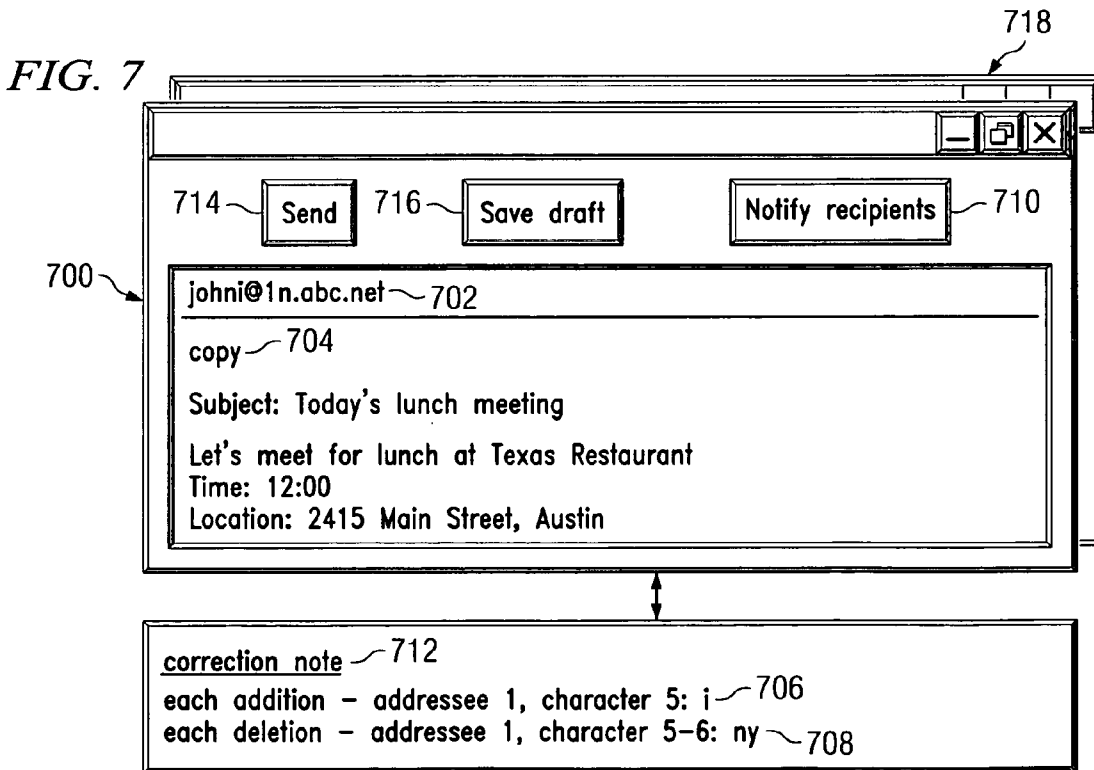 718
FIG. 7
714 Send 716 Save draft Notify recipients 710
700
johni@1n.abc.net 702
copy 704
Subject: Today's lunch meeting
Let's meet for lunch at Texas Restaurant
Time: 12:00
Location: 2415 Main Street, Austin
correction note 712
each addition – addressee 1, character 5: i 706
each deletion – addressee 1, character 5–6: ny 708